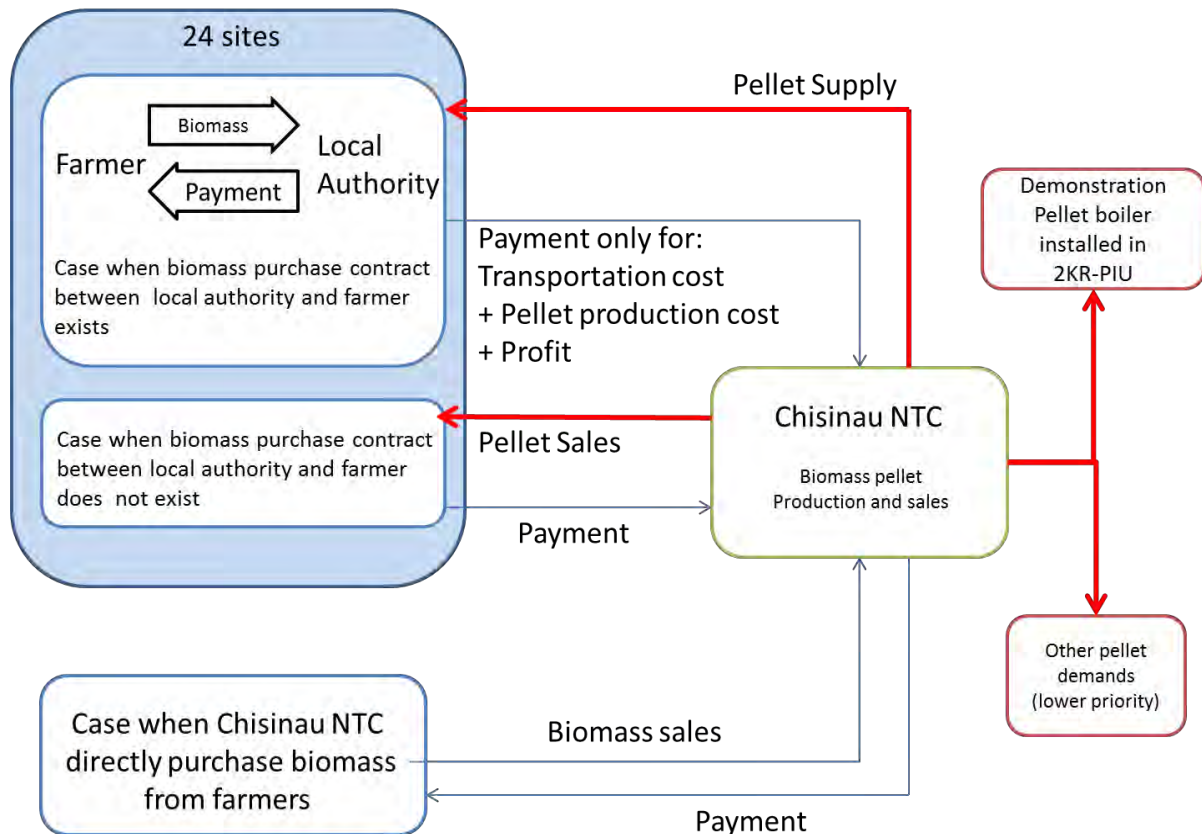 24 sites
Biomass
Farmer
Local
Authority
Payment
Case when biomass purchase contract
between local authority and farmer
exists
Pellet Supply
Payment only for:
Transportation cost
+ Pellet production cost
+ Profit
Demonstration
Pellet boiler
installed in
2KR-PIU
Case when biomass purchase contract
between local authority and farmer
does not exist
Pellet Sales
Payment
Chisinau NTC
Biomass pellet
Production and sales
Other pellet
demands
(lower priority)
Case when Chisinau NTC
directly purchase biomass
from farmers
Biomass sales
Payment